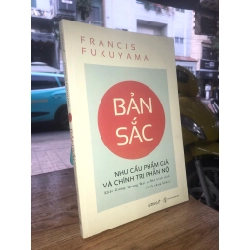 FRANCIS
FUKUYAMA
BẢN
SẮC
NHU CẦU PHẨM GIÁ
VÀ CHÍNH TRỊ PHẪN NỘ